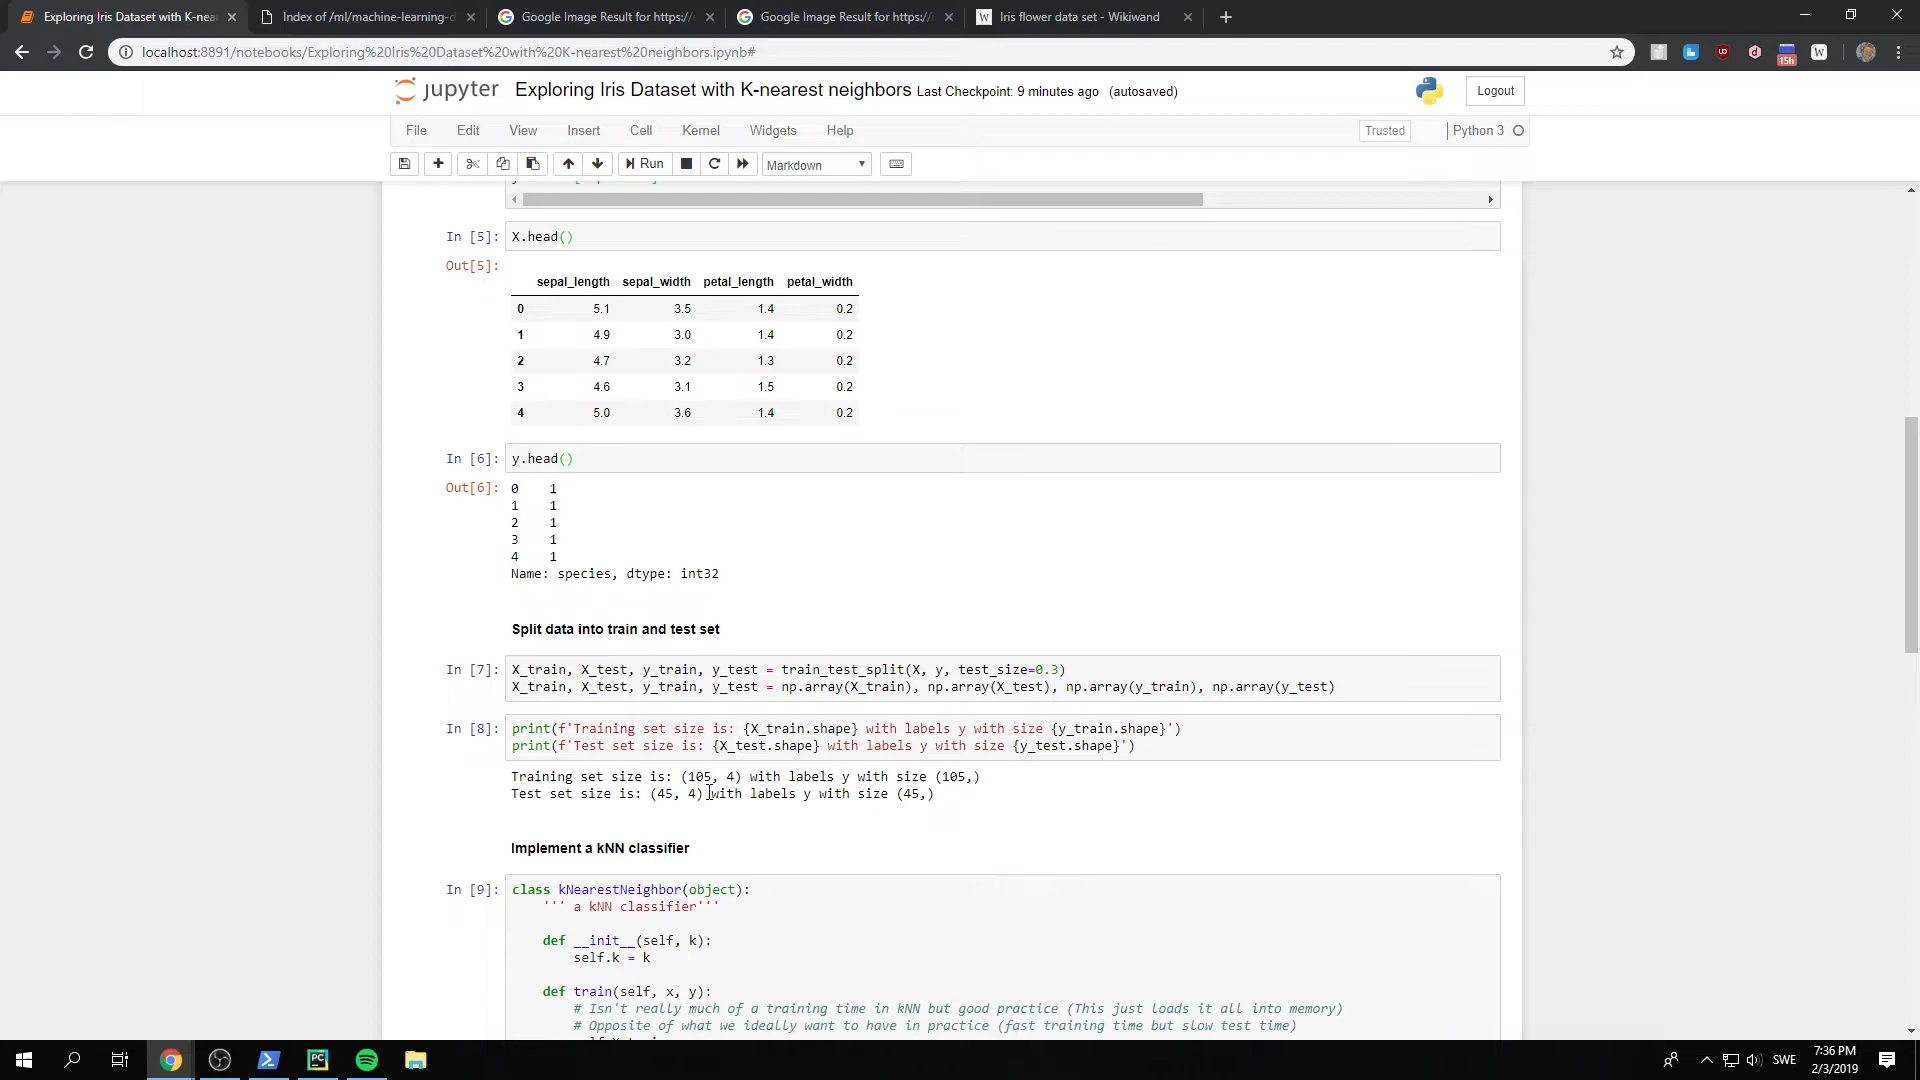 Exploring Iris Dataset with K-nea
Index of /ml/machine-learning-d
Google Image Result for https://
Google Image Result for https://
Iris flower data set - Wikiwand
localhost:8891/notebooks/Exploring%20Iris%20Dataset%20with%20K-nearest%20neighbors.ipynb#
15h
jupyter Exploring Iris Dataset with K-nearest neighbors Last Checkpoint: 9 minutes ago (autosaved)
Logout
File Edit View Insert Cell Kernel Widgets Help
Trusted
Python 3
Run
Markdown
In [5]: X.head()
Out[5]:
sepal_length sepal_width petal_length petal_width
0 5.1 3.5 1.4 0.2
1 4.9 3.0 1.4 0.2
2 4.7 3.2 1.3 0.2
3 4.6 3.1 1.5 0.2
4 5.0 3.6 1.4 0.2
In [6]: y.head()
Out[6]: 0 1
1 1
2 1
3 1
4 1
Name: species, dtype: int32
Split data into train and test set
In [7]: X_train, X_test, y_train, y_test = train_test_split(X, y, test_size=0.3)
X_train, X_test, y_train, y_test = np.array(X_train), np.array(X_test), np.array(y_train), np.array(y_test)
In [8]: print(f'Training set size is: {X_train.shape} with labels y with size {y_train.shape}')
print(f'Test set size is: {X_test.shape} with labels y with size {y_test.shape}')
Training set size is: (105, 4) with labels y with size (105,)
Test set size is: (45, 4) with labels y with size (45,)
Implement a kNN classifier
In [9]: class kNearestNeighbor(object):
''' a kNN classifier'''
def __init__(self, k):
self.k = k
def train(self, x, y):
# Isn't really much of a training time in kNN but good practice (This just loads it all into memory)
# Opposite of what we ideally want to have in practice (fast training time but slow test time)
SWE
7:36 PM
2/3/2019